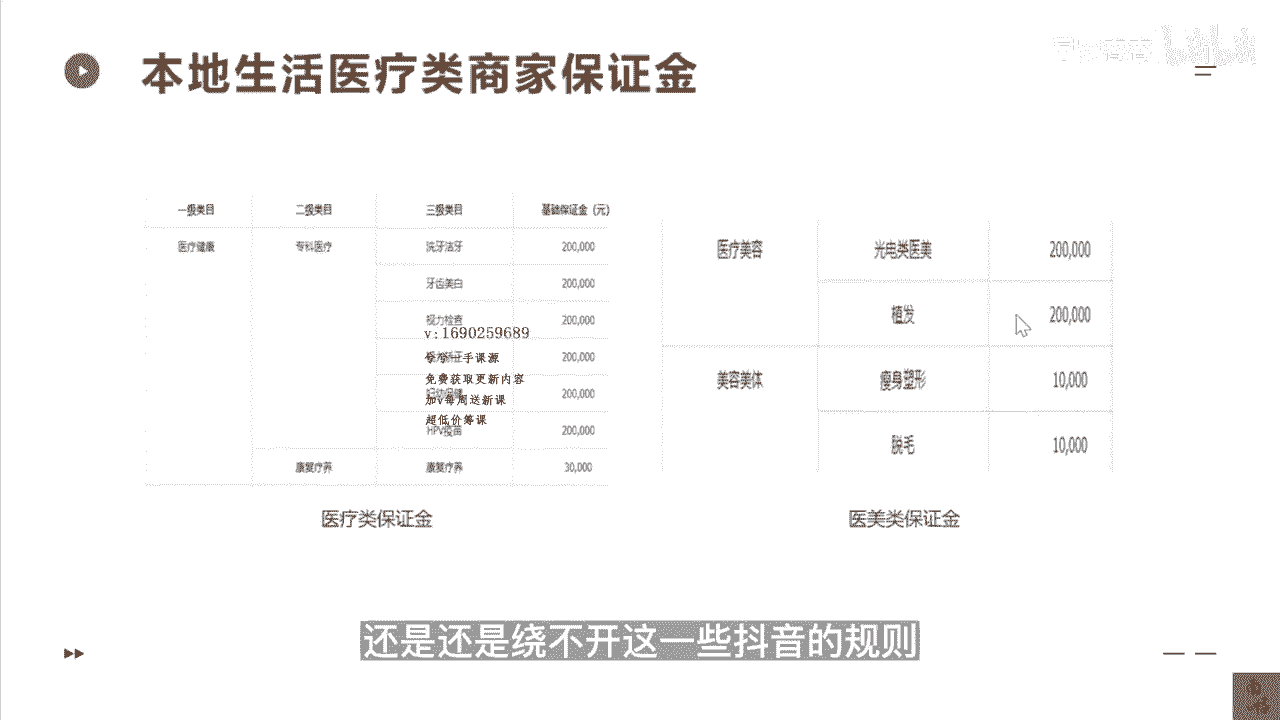 本地生活医疗类商家保证金
一级类目 二级类目 三级类目 基础保证金（元）
医疗健康 专科医疗 洗牙洁牙 200,000
牙齿美白 200,000
视力检查 200,000
v:1690259689
200,000
手课源
免费获取更新内容
200,000
加v每周送新课
超低价筹课
HPV疫苗 200,000
康复疗养 康复疗养 30,000
医疗类保证金
医疗美容 光电类医美 200,000
植发 200,000
美容美体 瘦身塑形 10,000
脱毛 10,000
医美类保证金
还是还是绕不开这一些抖音的规则